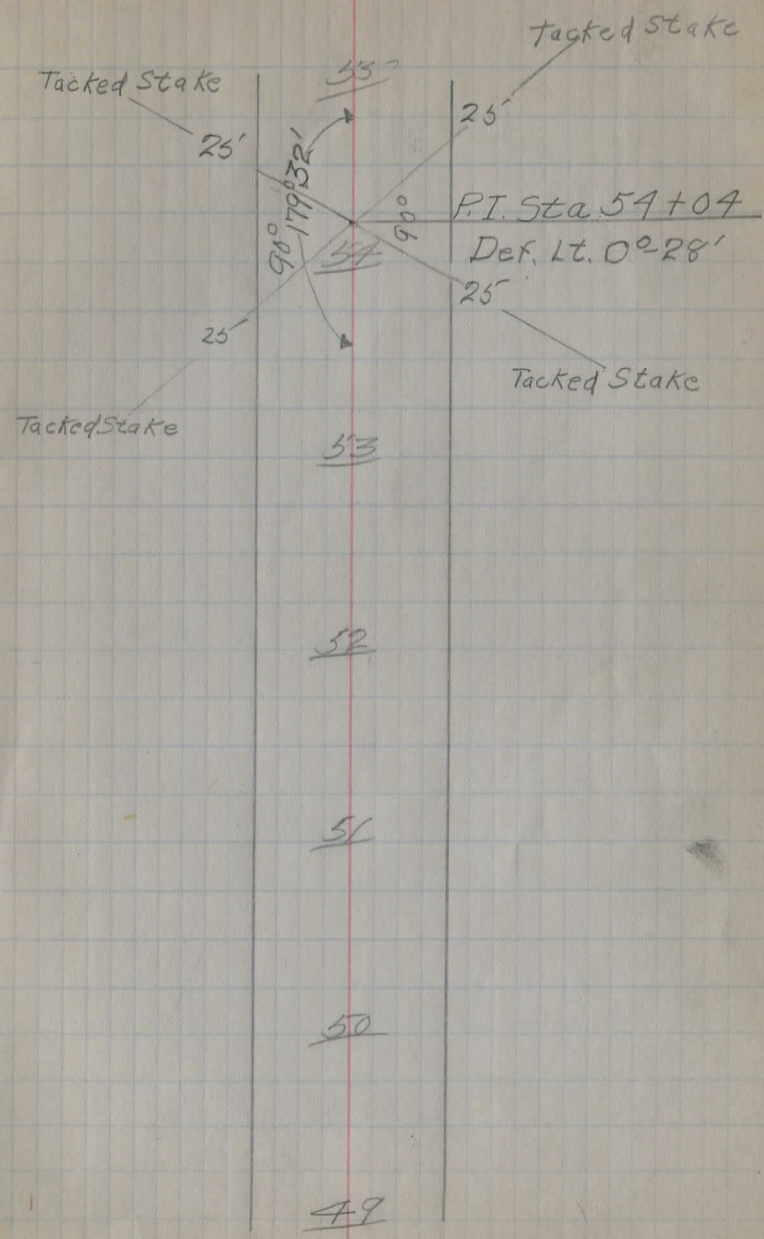 Tacked Stake
55
Tacked Stake
25'
25'
179°32'
90°
90°
P.I. Sta 54+04
54
Def. Lt. 0°-28'
25'
25'
Tacked Stake
Tacked Stake
53
52
51
50
49